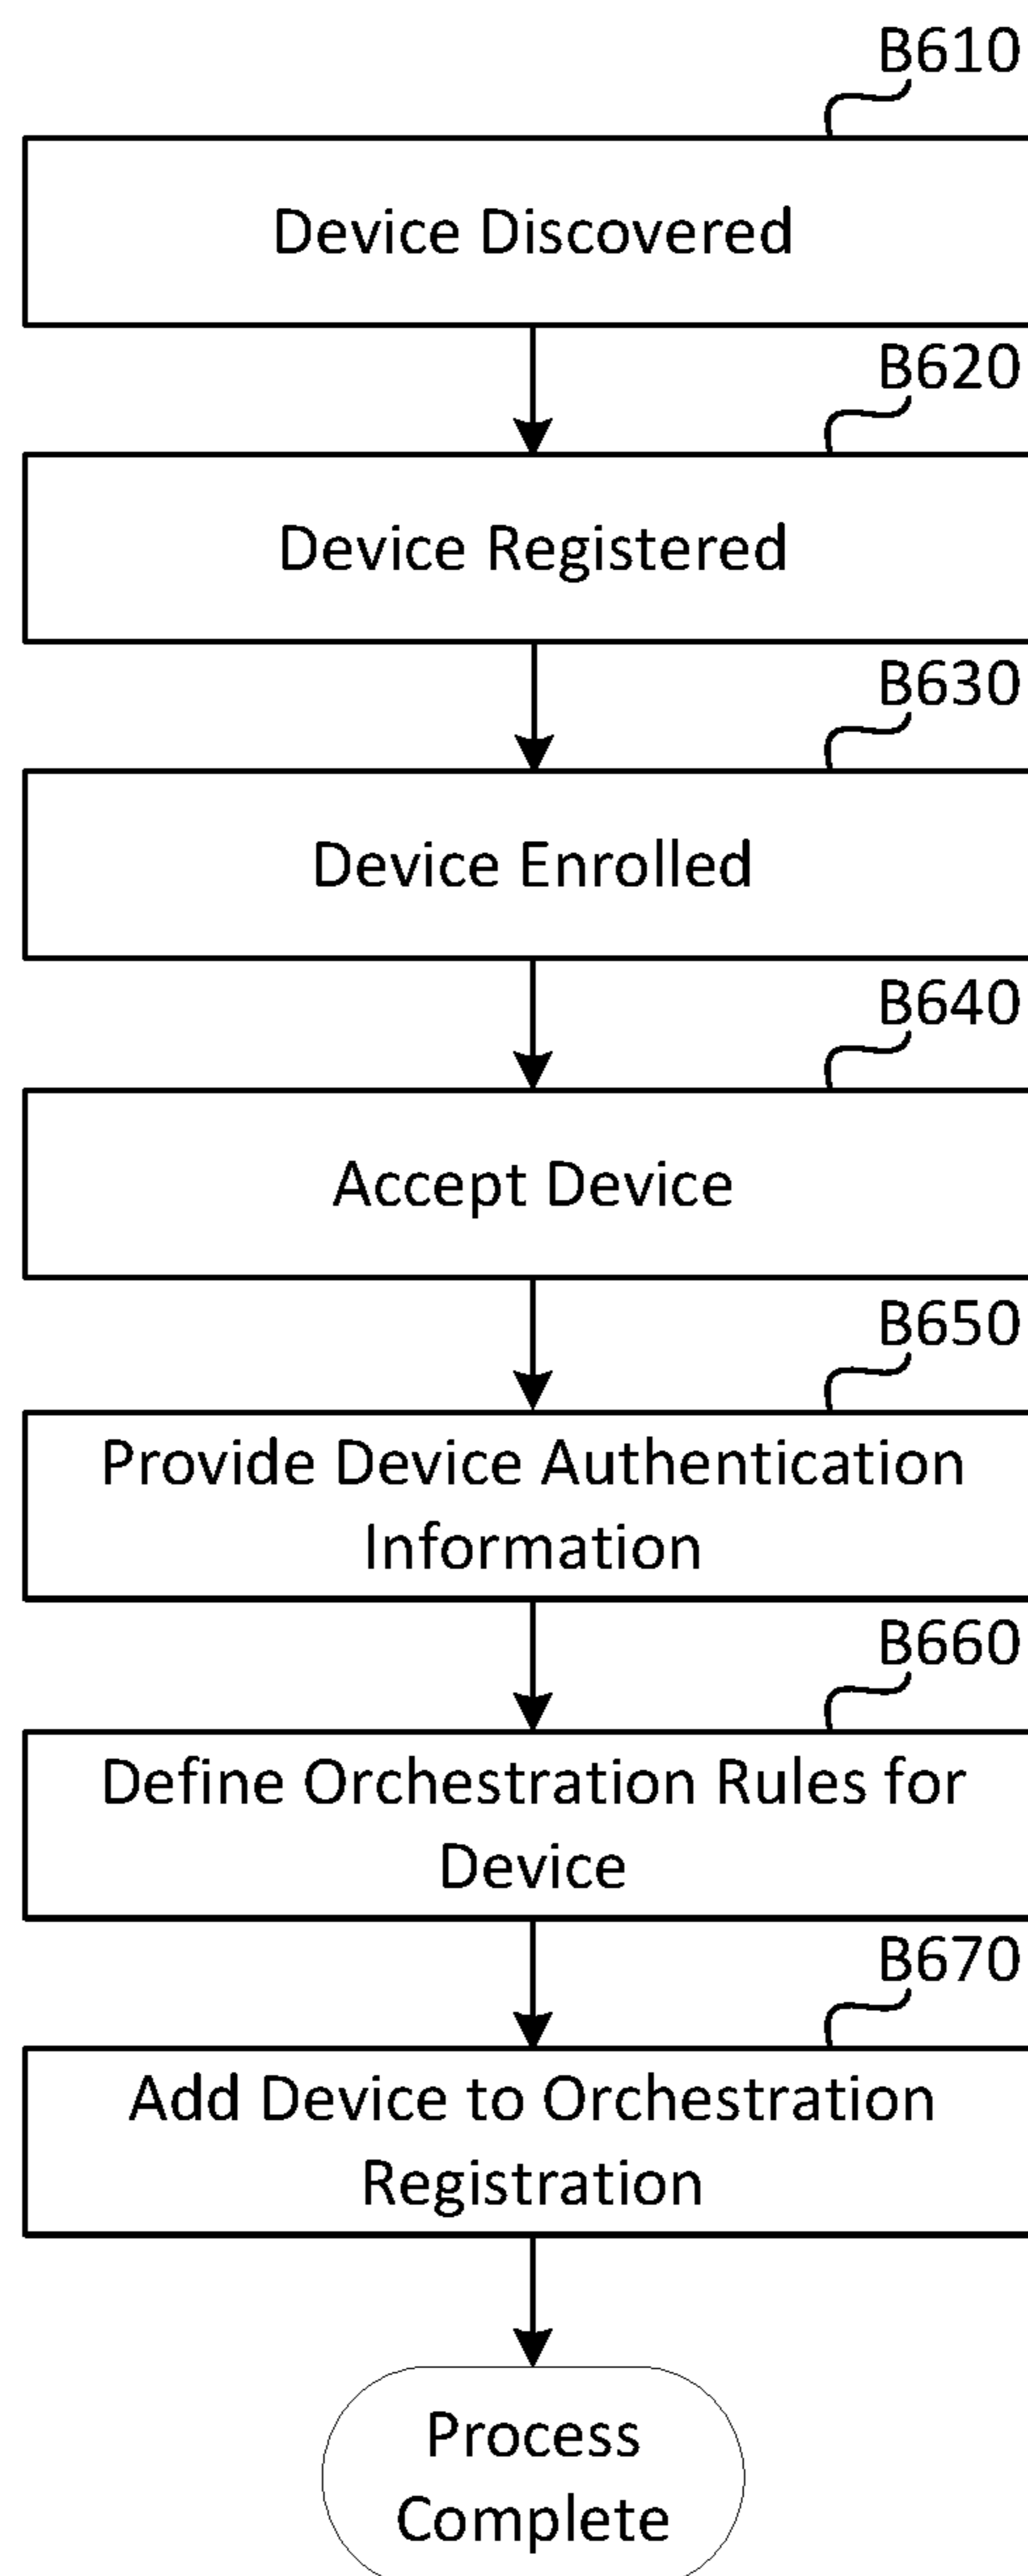 B610
Device Discovered
B620
Device Registered
B630
Device Enrolled
B640
Accept Device
B650
Provide Device Authentication
Information
B660
Define Orchestration Rules for
Device
B670
Add Device to Orchestration
Registration
Process
Complete